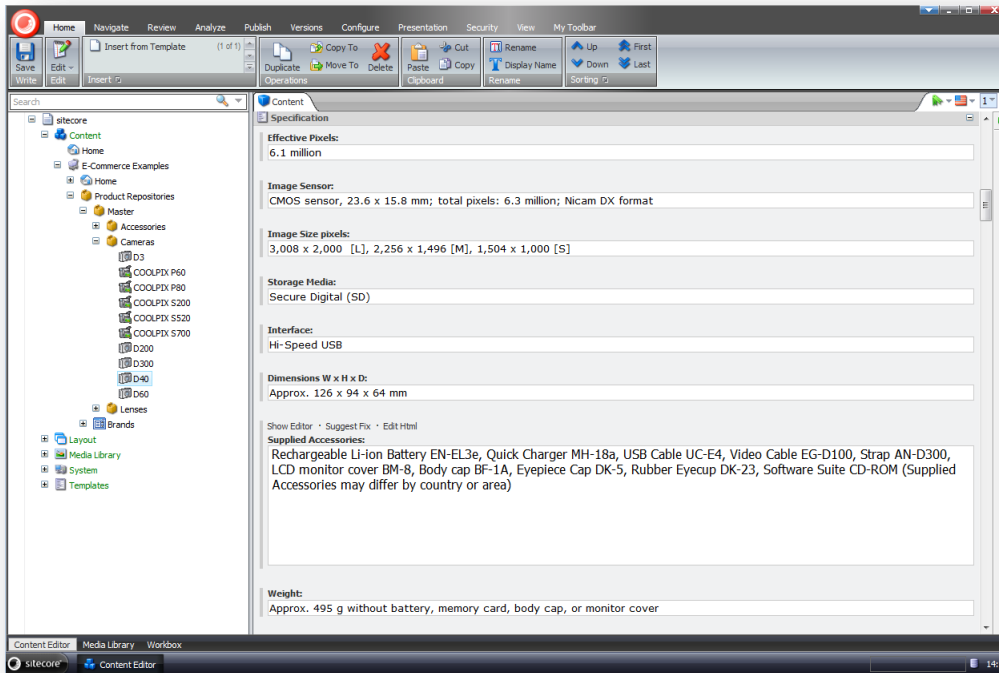 Home Navigate Review Analyze Publish Versions Configure Presentation Security View My Toolbar
Save
Write
Edit
Edit
Insert from Template (1 of 1)
Insert
Duplicate
Copy To
Move To
Delete
Operations
Paste
Cut
Copy
Clipboard
Rename
Display Name
Rename
Up
Down
First
Last
Sorting
Search
sitecore
Content
Home
E-Commerce Examples
Home
Product Repositories
Master
Accessories
Cameras
D3
COOLPIX P60
COOLPIX P80
COOLPIX S200
COOLPIX S520
COOLPIX S700
D200
D300
D40
D60
Lenses
Brands
Layout
Media Library
System
Templates
Content
1
Specification
Effective Pixels:
6.1 million
Image Sensor:
CMOS sensor, 23.6 x 15.8 mm; total pixels: 6.3 million; Nicam DX format
Image Size pixels:
3,008 x 2,000 [L], 2,256 x 1,496 [M], 1,504 x 1,000 [S]
Storage Media:
Secure Digital (SD)
Interface:
Hi-Speed USB
Dimensions W x H x D:
Approx. 126 x 94 x 64 mm
Show Editor · Suggest Fix · Edit Html
Supplied Accessories:
Rechargeable Li-ion Battery EN-EL3e, Quick Charger MH-18a, USB Cable UC-E4, Video Cable EG-D100, Strap AN-D300,
LCD monitor cover BM-8, Body cap BF-1A, Eyepiece Cap DK-5, Rubber Eyecup DK-23, Software Suite CD-ROM (Supplied
Accessories may differ by country or area)
Weight:
Approx. 495 g without battery, memory card, body cap, or monitor cover
Content Editor Media Library Workbox
sitecore Content Editor 14: